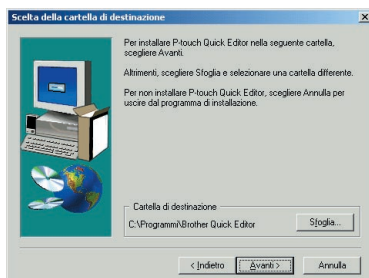 Scelta della cartella di destinazione
Per installare P-touch Quick Editor nella seguente cartella,
scegliere Avanti.
Altrimenti, scegliere Sfoglia e selezionare una cartella differente.
Per non installare P-touch Quick Editor, scegliere Annulla per
uscire dal programma di installazione.
Cartella di destinazione
C:\Programmi\Brother Quick Editor
Sfoglia...
< Indietro
Avanti >
Annulla